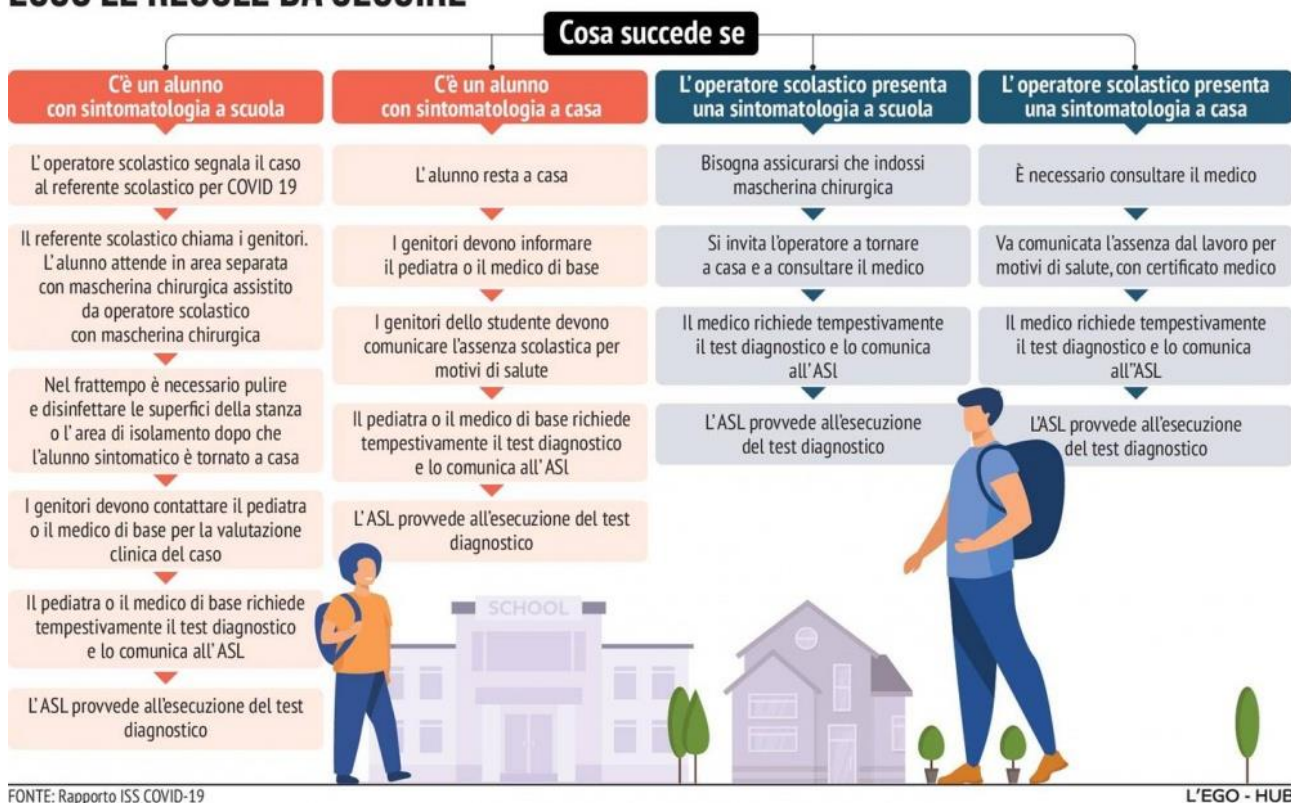 ECCO LE REGOLE DA SEGUIRE
Cosa succede se
C'è un alunno
con sintomatologia a scuola
L'operatore scolastico segnala il caso
al referente scolastico per COVID 19
Il referente scolastico chiama i genitori.
L'alunno attende in area separata
con mascherina chirurgica assistito
da operatore scolastico
con mascherina chirurgica
Nel frattempo è necessario pulire
e disinfettare le superfici della stanza
o l'area di isolamento dopo che
l'alunno sintomatico è tornato a casa
I genitori devono contattare il pediatra
o il medico di base per la valutazione
clinica del caso
Il pediatra o il medico di base richiede
tempestivamente il test diagnostico
e lo comunica all'ASL
L'ASL provvede all'esecuzione del test
diagnostico
C'è un alunno
con sintomatologia a casa
L'alunno resta a casa
I genitori devono informare
il pediatra o il medico di base
I genitori dello studente devono
comunicare l'assenza scolastica per
motivi di salute
Il pediatra o il medico di base richiede
tempestivamente il test diagnostico
e lo comunica all'ASl
L'ASL provvede all'esecuzione del test
diagnostico
L'operatore scolastico presenta
una sintomatologia a scuola
Bisogna assicurarsi che indossi
mascherina chirurgica
Si invita l'operatore a tornare
a casa e a consultare il medico
Il medico richiede tempestivamente
il test diagnostico e lo comunica
all'ASl
L'ASL provvede all'esecuzione
del test diagnostico
L'operatore scolastico presenta
una sintomatologia a casa
È necessario consultare il medico
Va comunicata l'assenza dal lavoro per
motivi di salute, con certificato medico
Il medico richiede tempestivamente
il test diagnostico e lo comunica
all''ASL
L'ASL provvede all'esecuzione
del test diagnostico
SCHOOL
FONTE: Rapporto ISS COVID-19
L'EGO - HUB